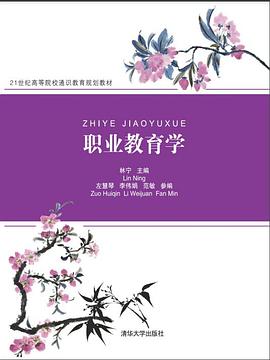 21世纪高等院校通识教育规划教材
ZHIYE JIAOYUXUE
职业教育学
林宁 主编
Lin Ning
左慧琴 李伟娟 范敏 参编
Zuo Huiqin Li Weijuan Fan Min
清华大学出版社